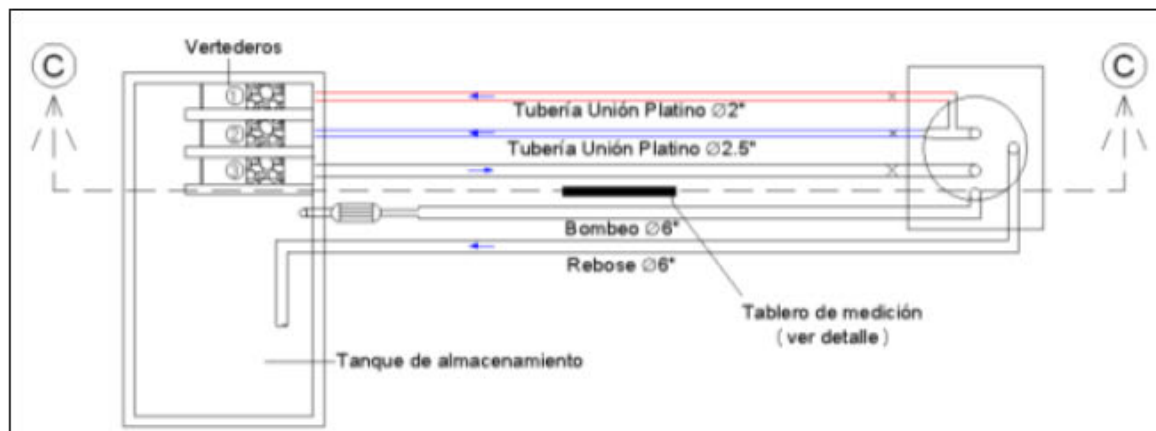 Vertederos
C
C
1
Tubería Unión Platino Ø2"
2
Tubería Unión Platino Ø2.5"
3
Bombeo Ø6"
Rebose Ø6"
Tablero de medición
(ver detalle)
Tanque de almacenamiento